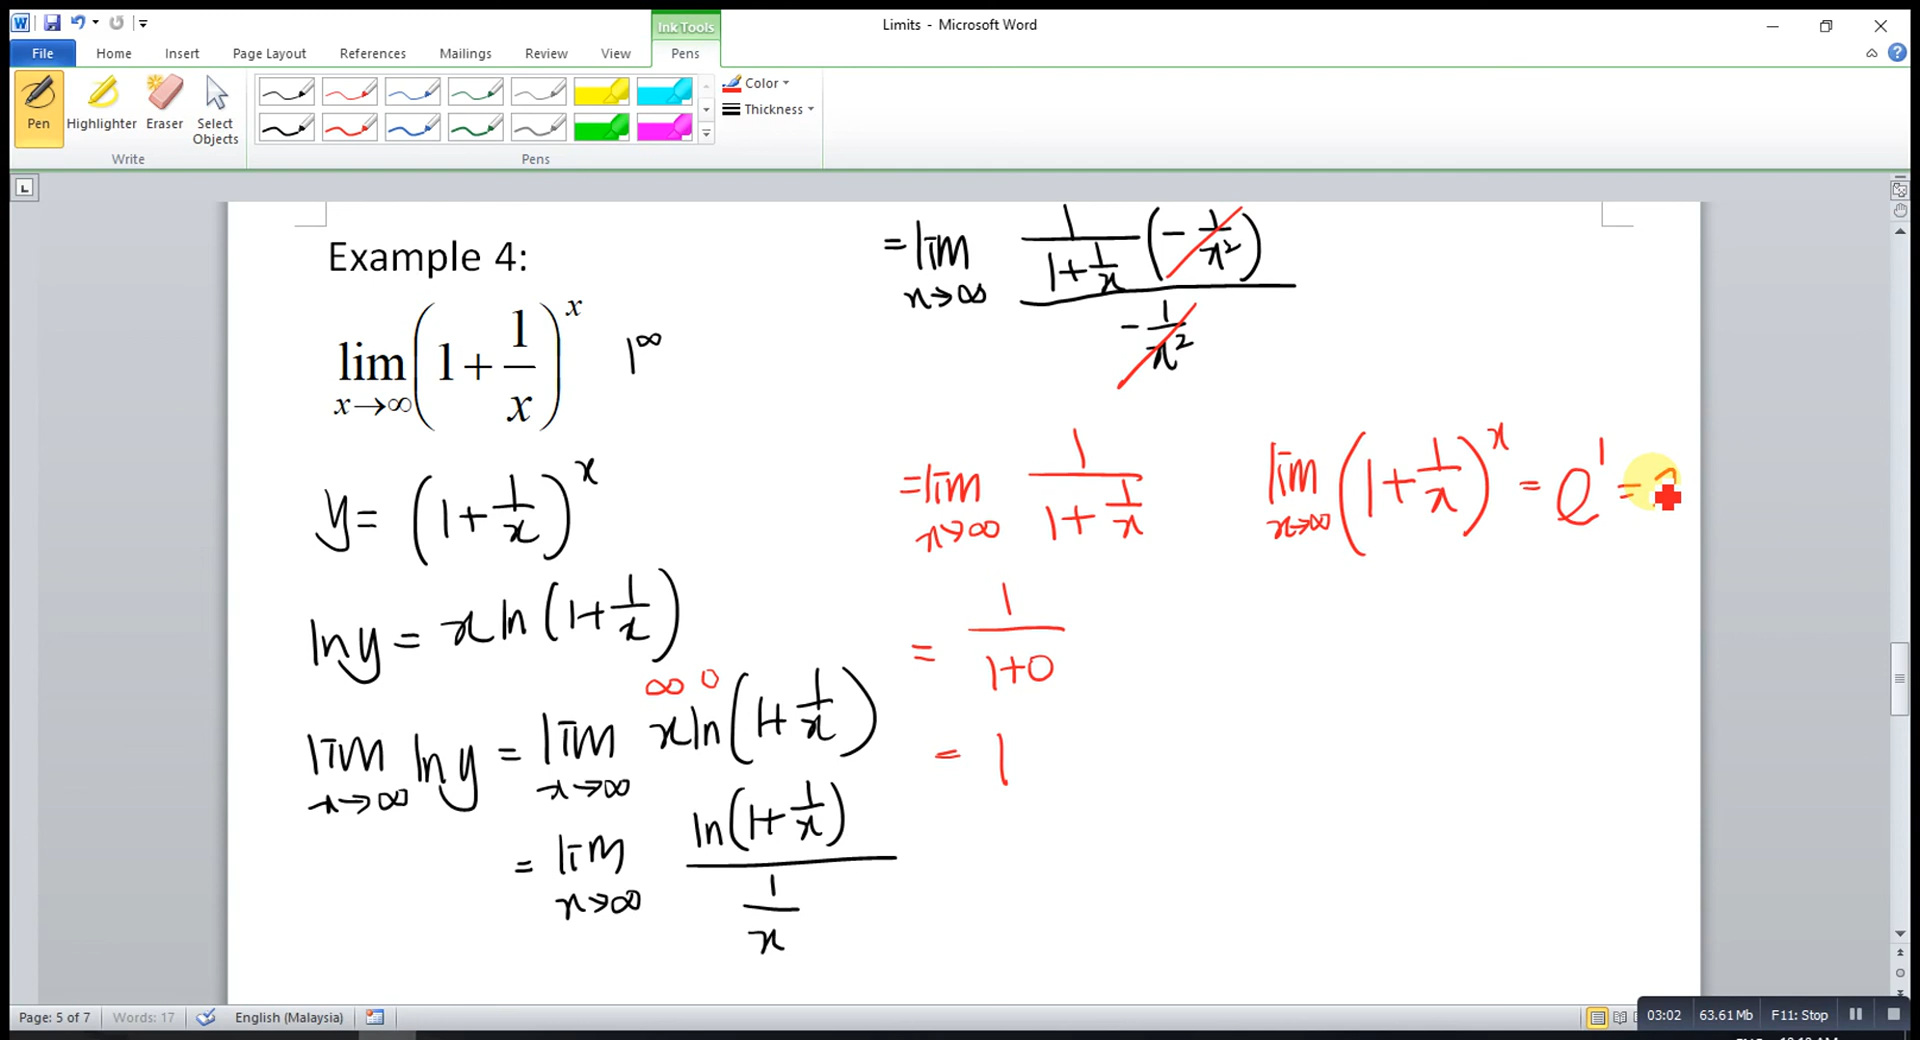 Limits - Microsoft Word
Ink Tools
File Home Insert Page Layout References Mailings Review View Pens
Pen Highlighter Eraser Select Objects
Color
Thickness
Write Pens
Example 4:
lim x→∞ (1 + 1/x)^x 1^∞
y = (1 + 1/x)^x
ln y = x ln (1 + 1/x)
∞ 0
lim x→∞ ln y = lim x→∞ x ln (1 + 1/x)
= lim x→∞ ln(1 + 1/x) / (1/x)
= lim x→∞ (1/(1 + 1/x) (-1/x²)) / (-1/x²)
= lim x→∞ 1/(1 + 1/x)
= 1/(1+0)
= 1
lim x→∞ (1 + 1/x)^x = e^1 =
Page: 5 of 7 Words: 17 English (Malaysia)
03:02 63.61 Mb F11: Stop